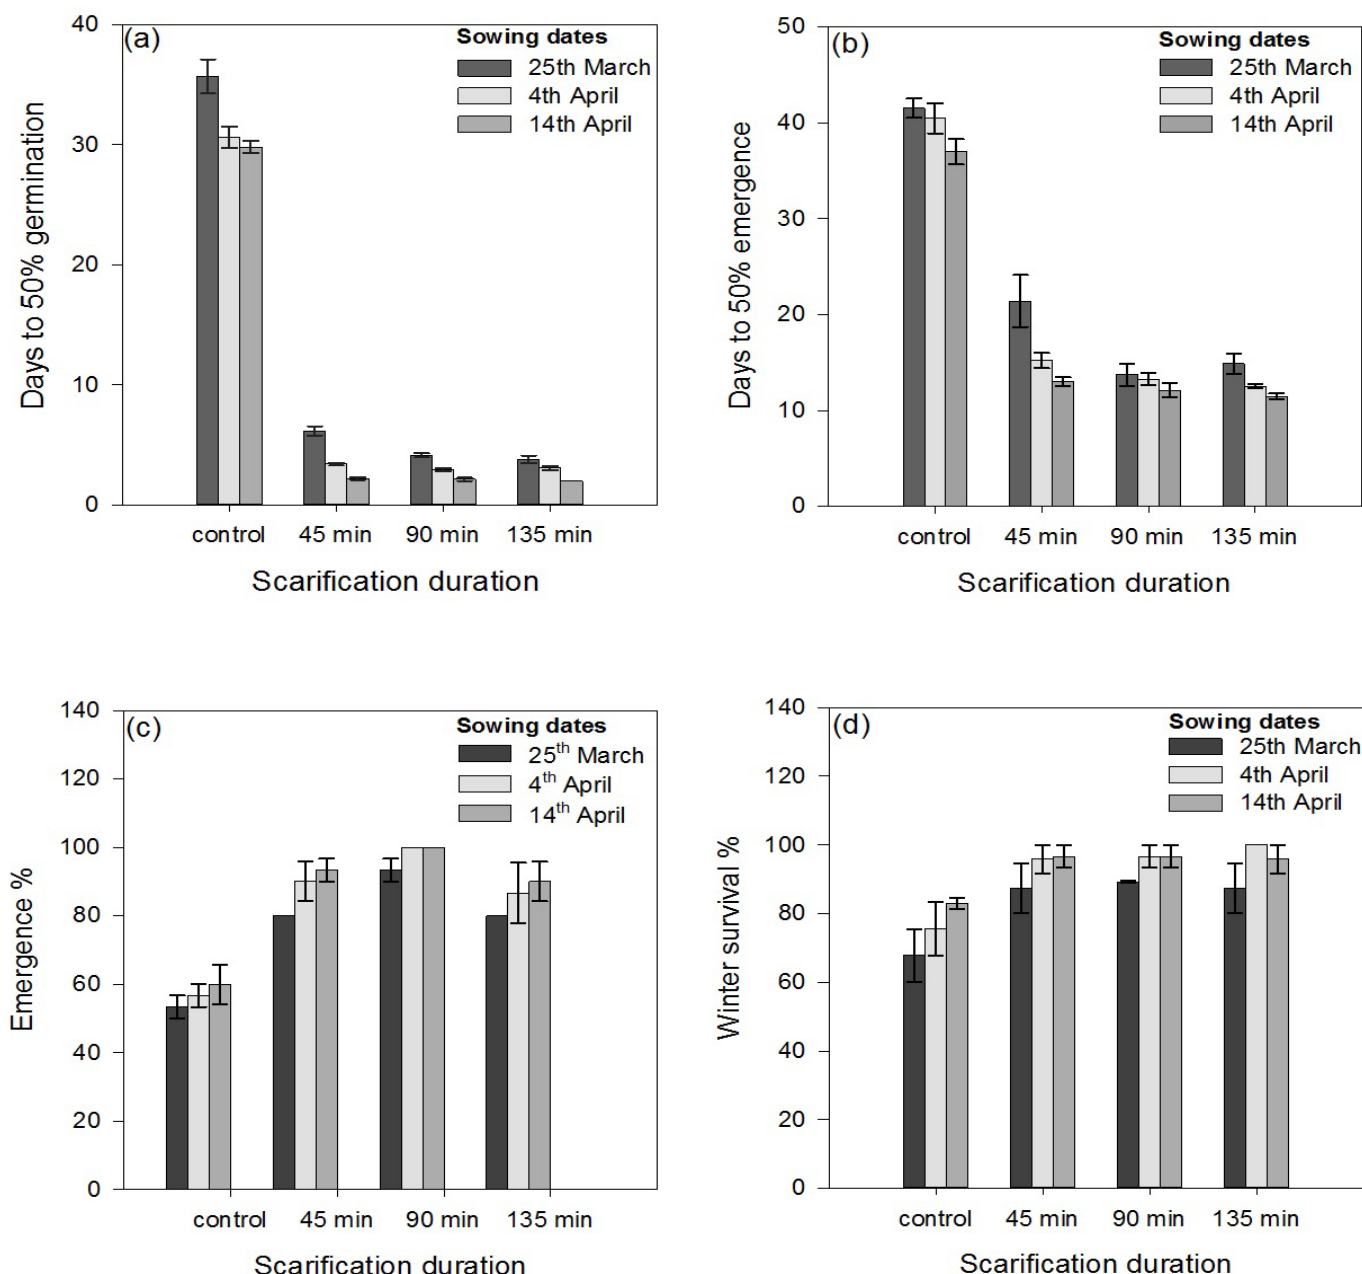 (a)
Sowing dates
25th March
4th April
14th April
40
30
20
10
0
Days to 50% germination
control 45 min 90 min 135 min
Scarification duration
(b)
Sowing dates
25th March
4th April
14th April
50
40
30
20
10
0
Days to 50% emergence
control 45 min 90 min 135 min
Scarification duration
(c)
Sowing dates
25th March
4th April
14th April
140
120
100
80
60
40
20
0
Emergence %
control 45 min 90 min 135 min
Scarification duration
(d)
Sowing dates
25th March
4th April
14th April
140
120
100
80
60
40
20
0
Winter survival %
control 45 min 90 min 135 min
Scarification duration